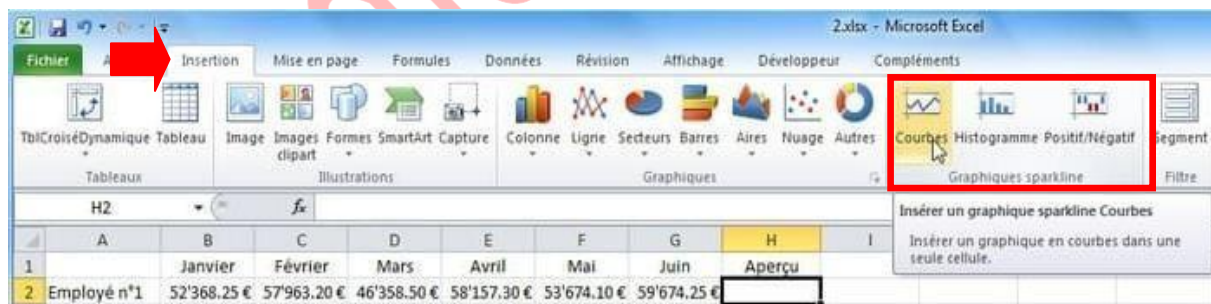 2.xlsx - Microsoft Excel
Fichier A Insertion Mise en page Formules Données Révision Affichage Développeur Compléments
TblCroiséDynamique Tableau Image Images clipart Formes SmartArt Capture Colonne Ligne Secteurs Barres Aires Nuage Autres Courbes Histogramme Positif/Négatif Segment
Tableaux Illustrations Graphiques Graphiques sparkline Filtre
H2 fx
Insérer un graphique sparkline Courbes
Insérer un graphique en courbes dans une
seule cellule.
A B C D E F G H I
1 Janvier Février Mars Avril Mai Juin Aperçu
2 Employé n°1 52'368.25 € 57'963.20 € 46'358.50 € 58'157.30 € 53'674.10 € 59'674.25 €